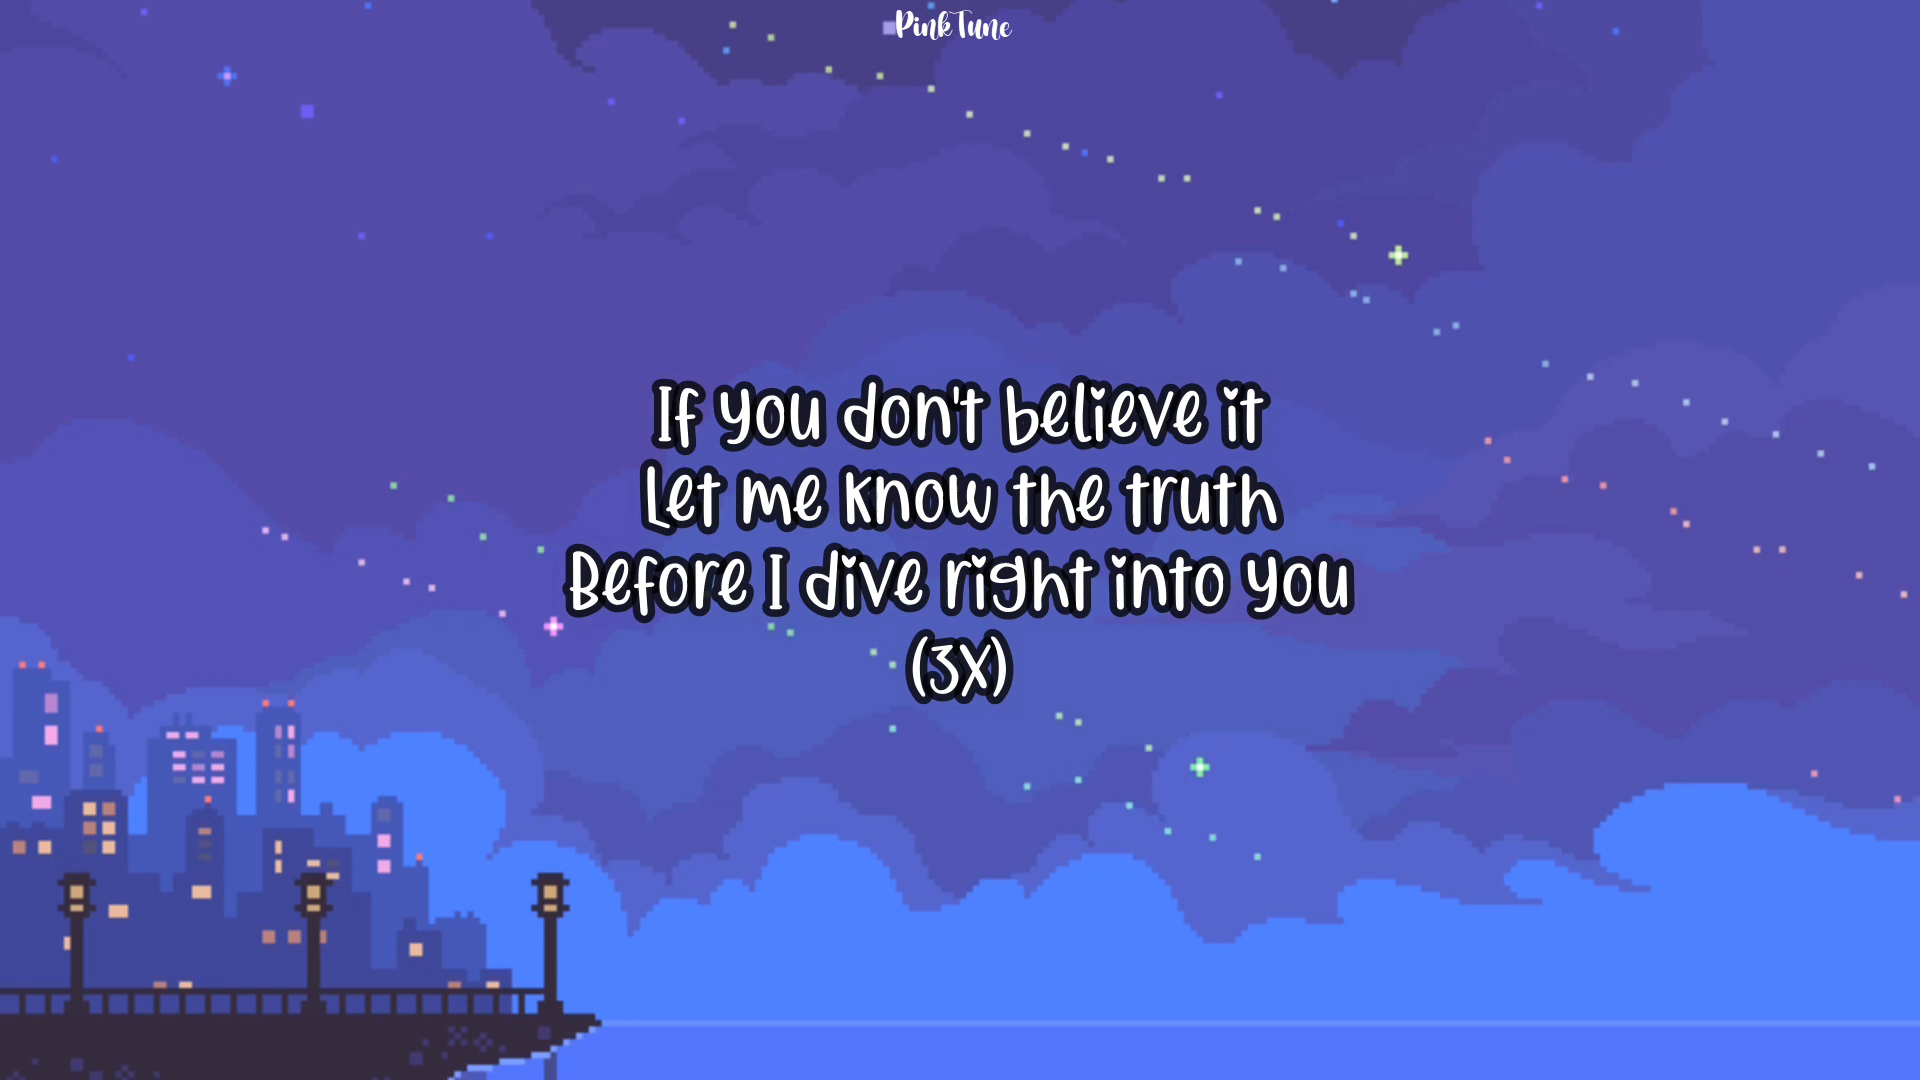 PinkTune
If you don't believe it
Let me know the truth
Before I dive right into you
(3x)